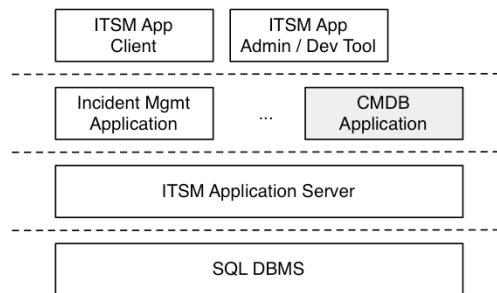 ITSM App
Client
ITSM App
Admin / Dev Tool
Incident Mgmt
Application
...
CMDB
Application
ITSM Application Server
SQL DBMS